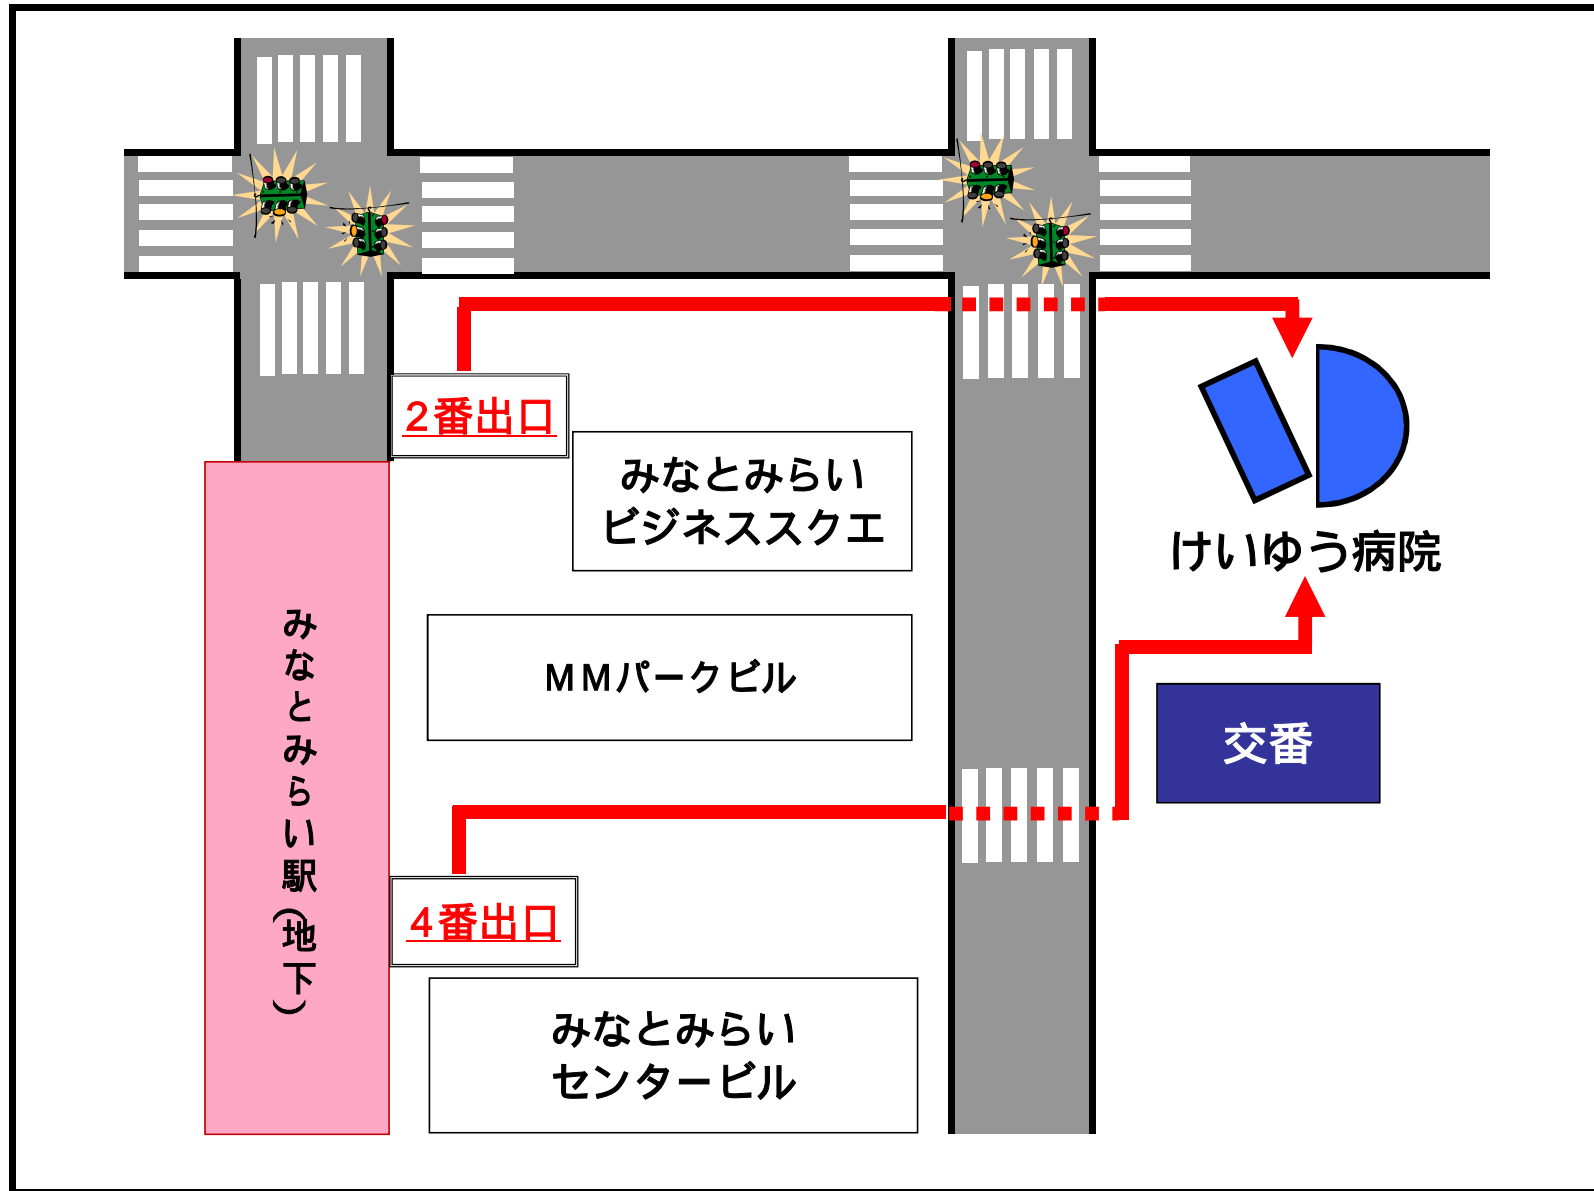 2番出口
みなとみらい
ビジネススクエ
けいゆう病院
MMパークビル
交番
みなとみらい駅(地下)
4番出口
みなとみらい
センタービル